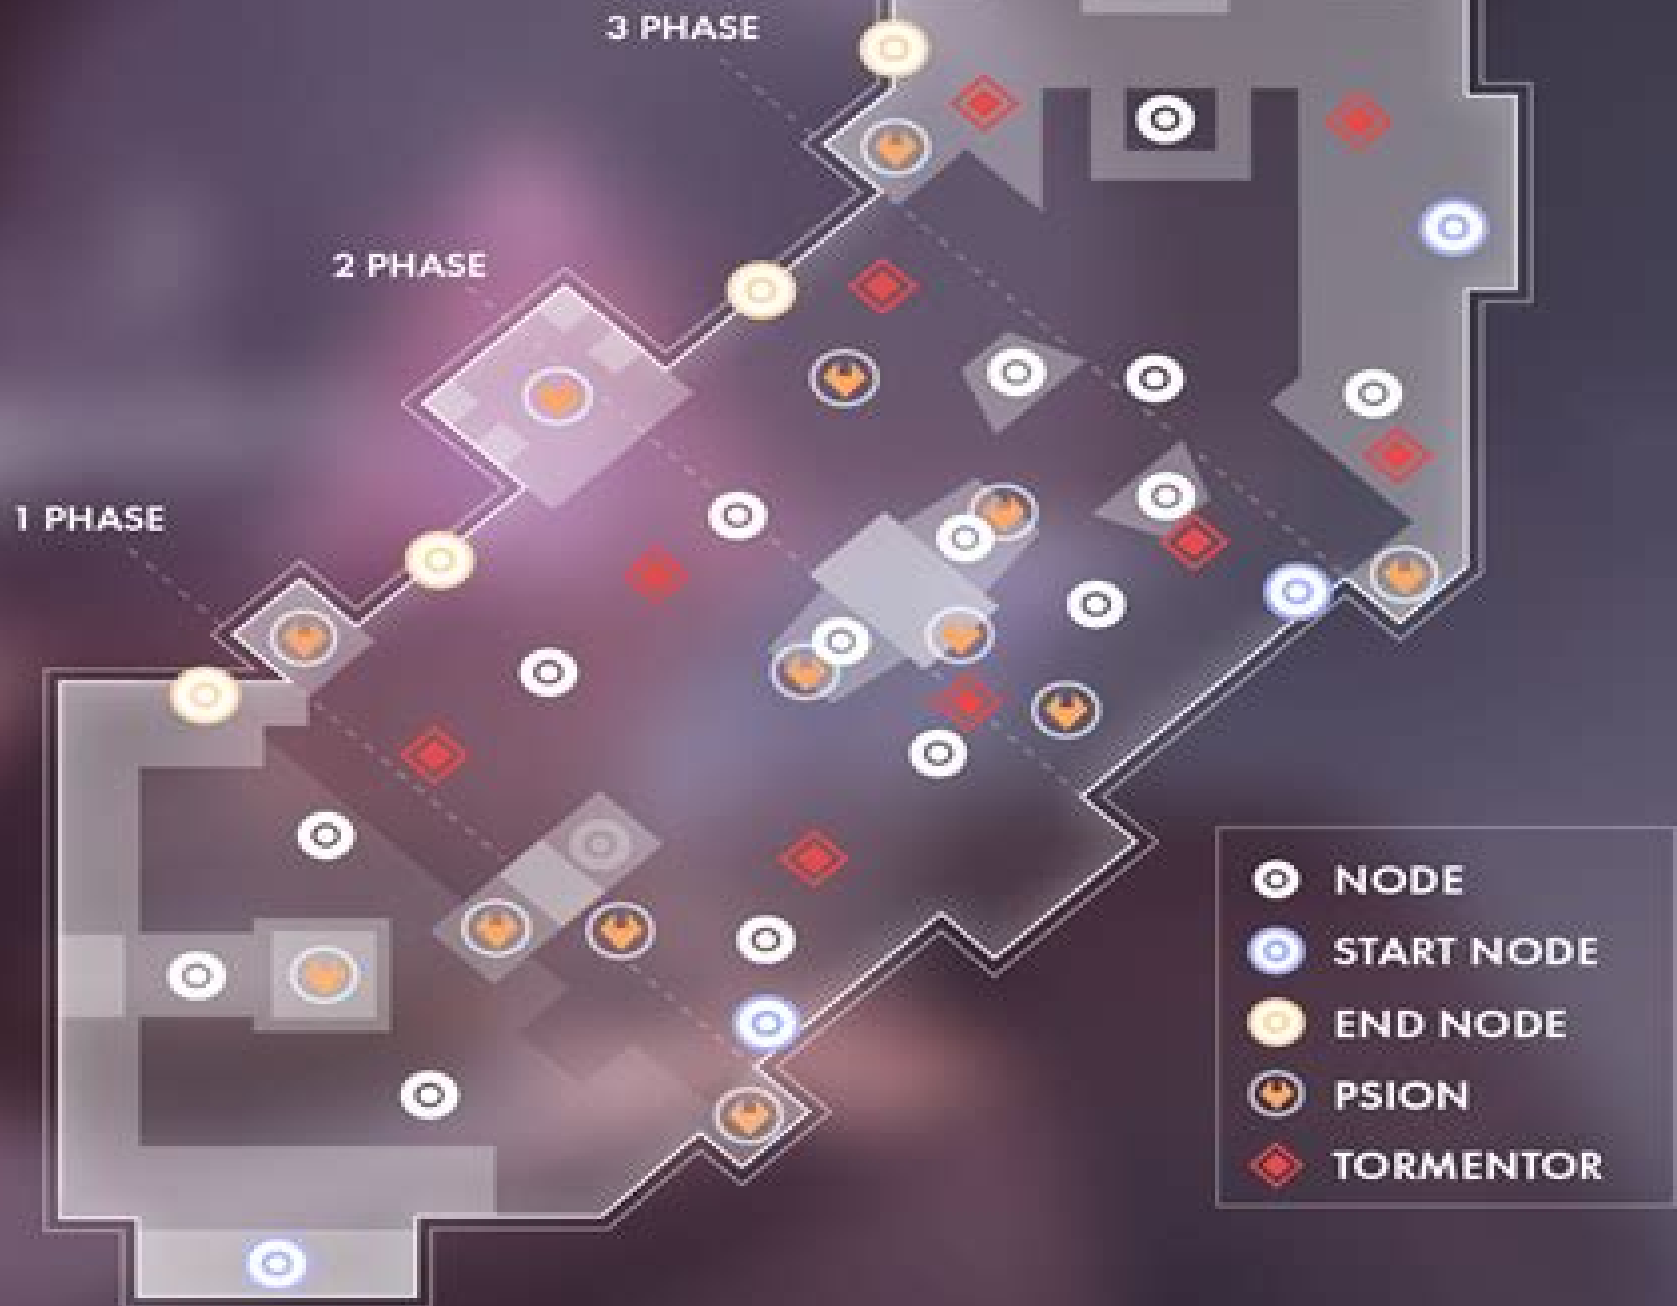 3 PHASE
2 PHASE
1 PHASE
NODE
START NODE
END NODE
PSION
TORMENTOR